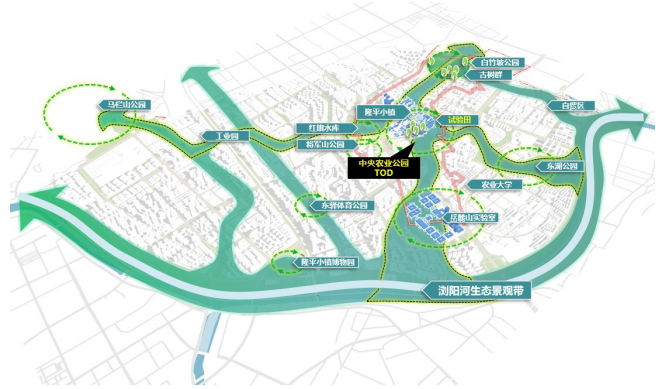 白竹坡公园
古树群
马栏山公园
白贸区
隆平小镇
试验田
红旗水库
工业园
将军山公园
中央农业公园
TOD
东湖公园
农业大学
东驿体育公园
岳麓山实验室
隆平小镇博物园
浏阳河生态景观带